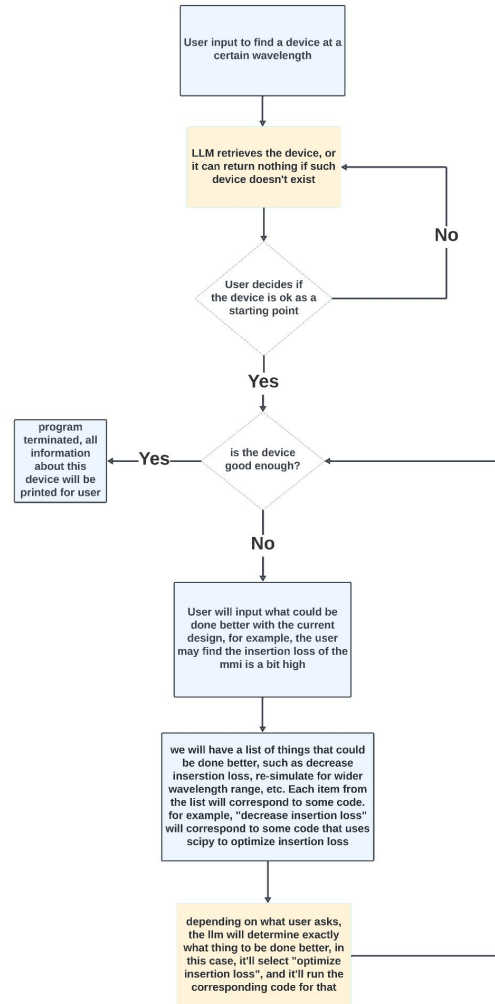 User input to find a device at a
certain wavelength
LLM retrieves the device, or
it can return nothing if such
device doesn't exist
No
User decides if
the device is ok as a
starting point
Yes
is the device
good enough?
Yes
program
terminated, all
information
about this
device will be
printed for user
No
User will input what could be
done better with the current
design, for example, the user
may find the insertion loss of the
mmi is a bit high
we will have a list of things that could
be done better, such as decrease
inserstion loss, re-simulate for wider
wavelength range, etc. Each item from
the list will correspond to some code.
for example, "decrease insertion loss"
will correspond to some code that uses
scipy to optimize insertion loss
depending on what user asks,
the llm will determine exactly
what thing to be done better, in
this case, it'll select "optimize
insertion loss", and it'll run the
corresponding code for that